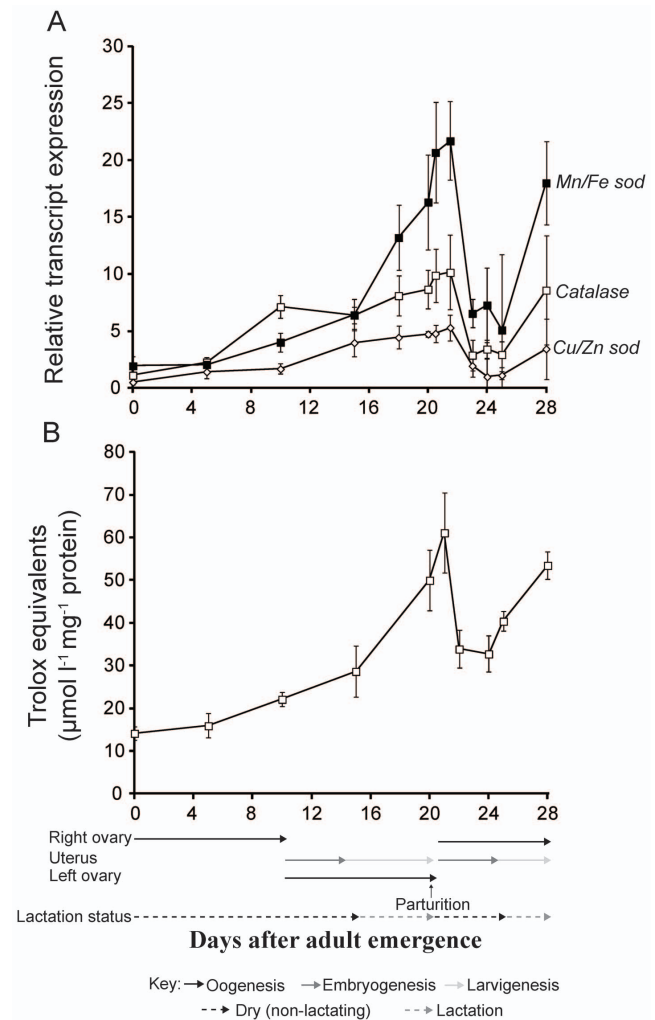 A
Relative transcript expression
30
25
20
15
10
5
0
Mn/Fe sod
Catalase
Cu/Zn sod
0 4 8 12 16 20 24 28
B
Trolox equivalents
(µmol l⁻¹ mg⁻¹ protein)
80
70
60
50
40
30
20
10
0
0 4 8 12 16 20 24 28
Right ovary
Uterus
Left ovary
Parturition
Lactation status
Days after adult emergence
Key: Oogenesis Embryogenesis Larvigenesis
Dry (non-lactating) Lactation